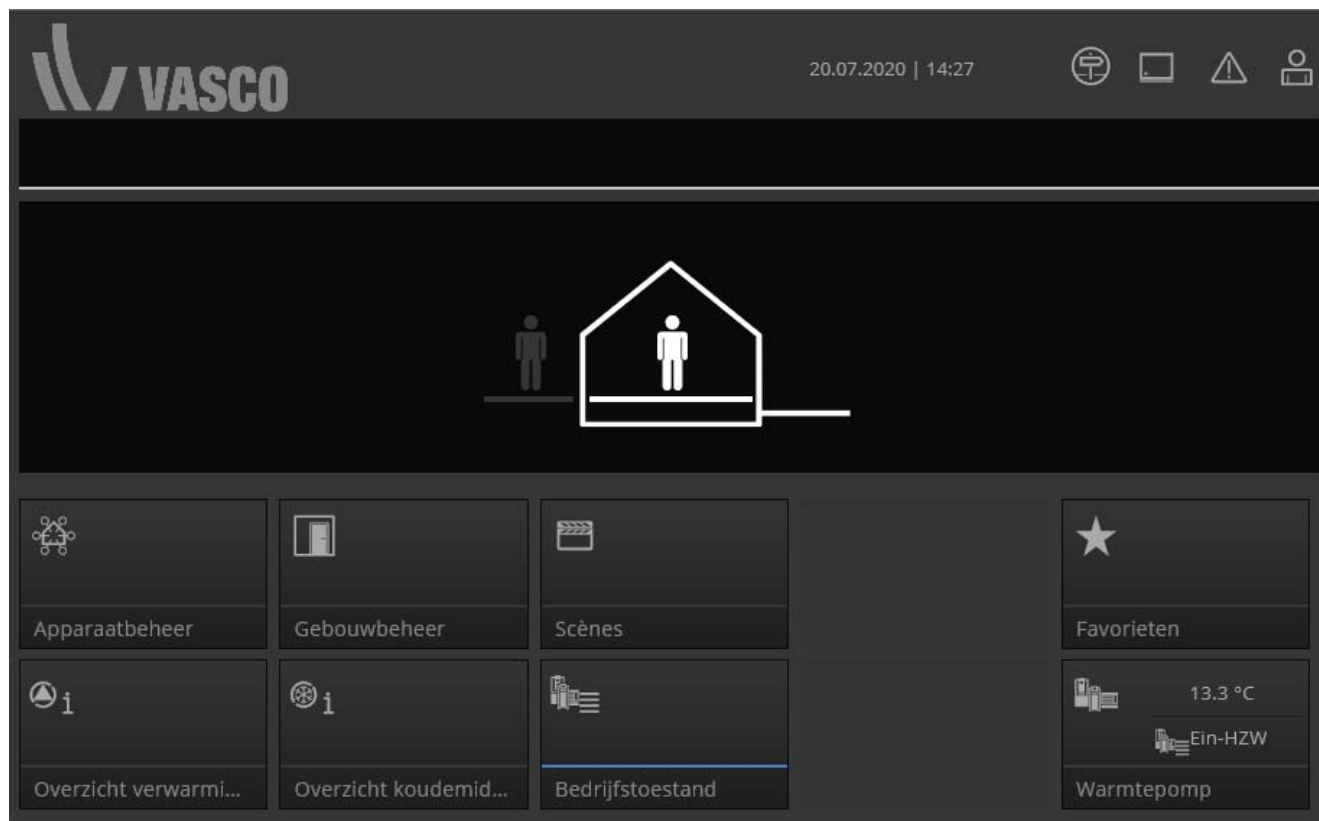 VASCO
20.07.2020 | 14:27
Apparaatbeheer
Gebouwbeheer
Scènes
Favorieten
i
i
13.3 °C
Ein-HZW
Overzicht verwarmi...
Overzicht koudemid...
Bedrijfstoestand
Warmtepomp